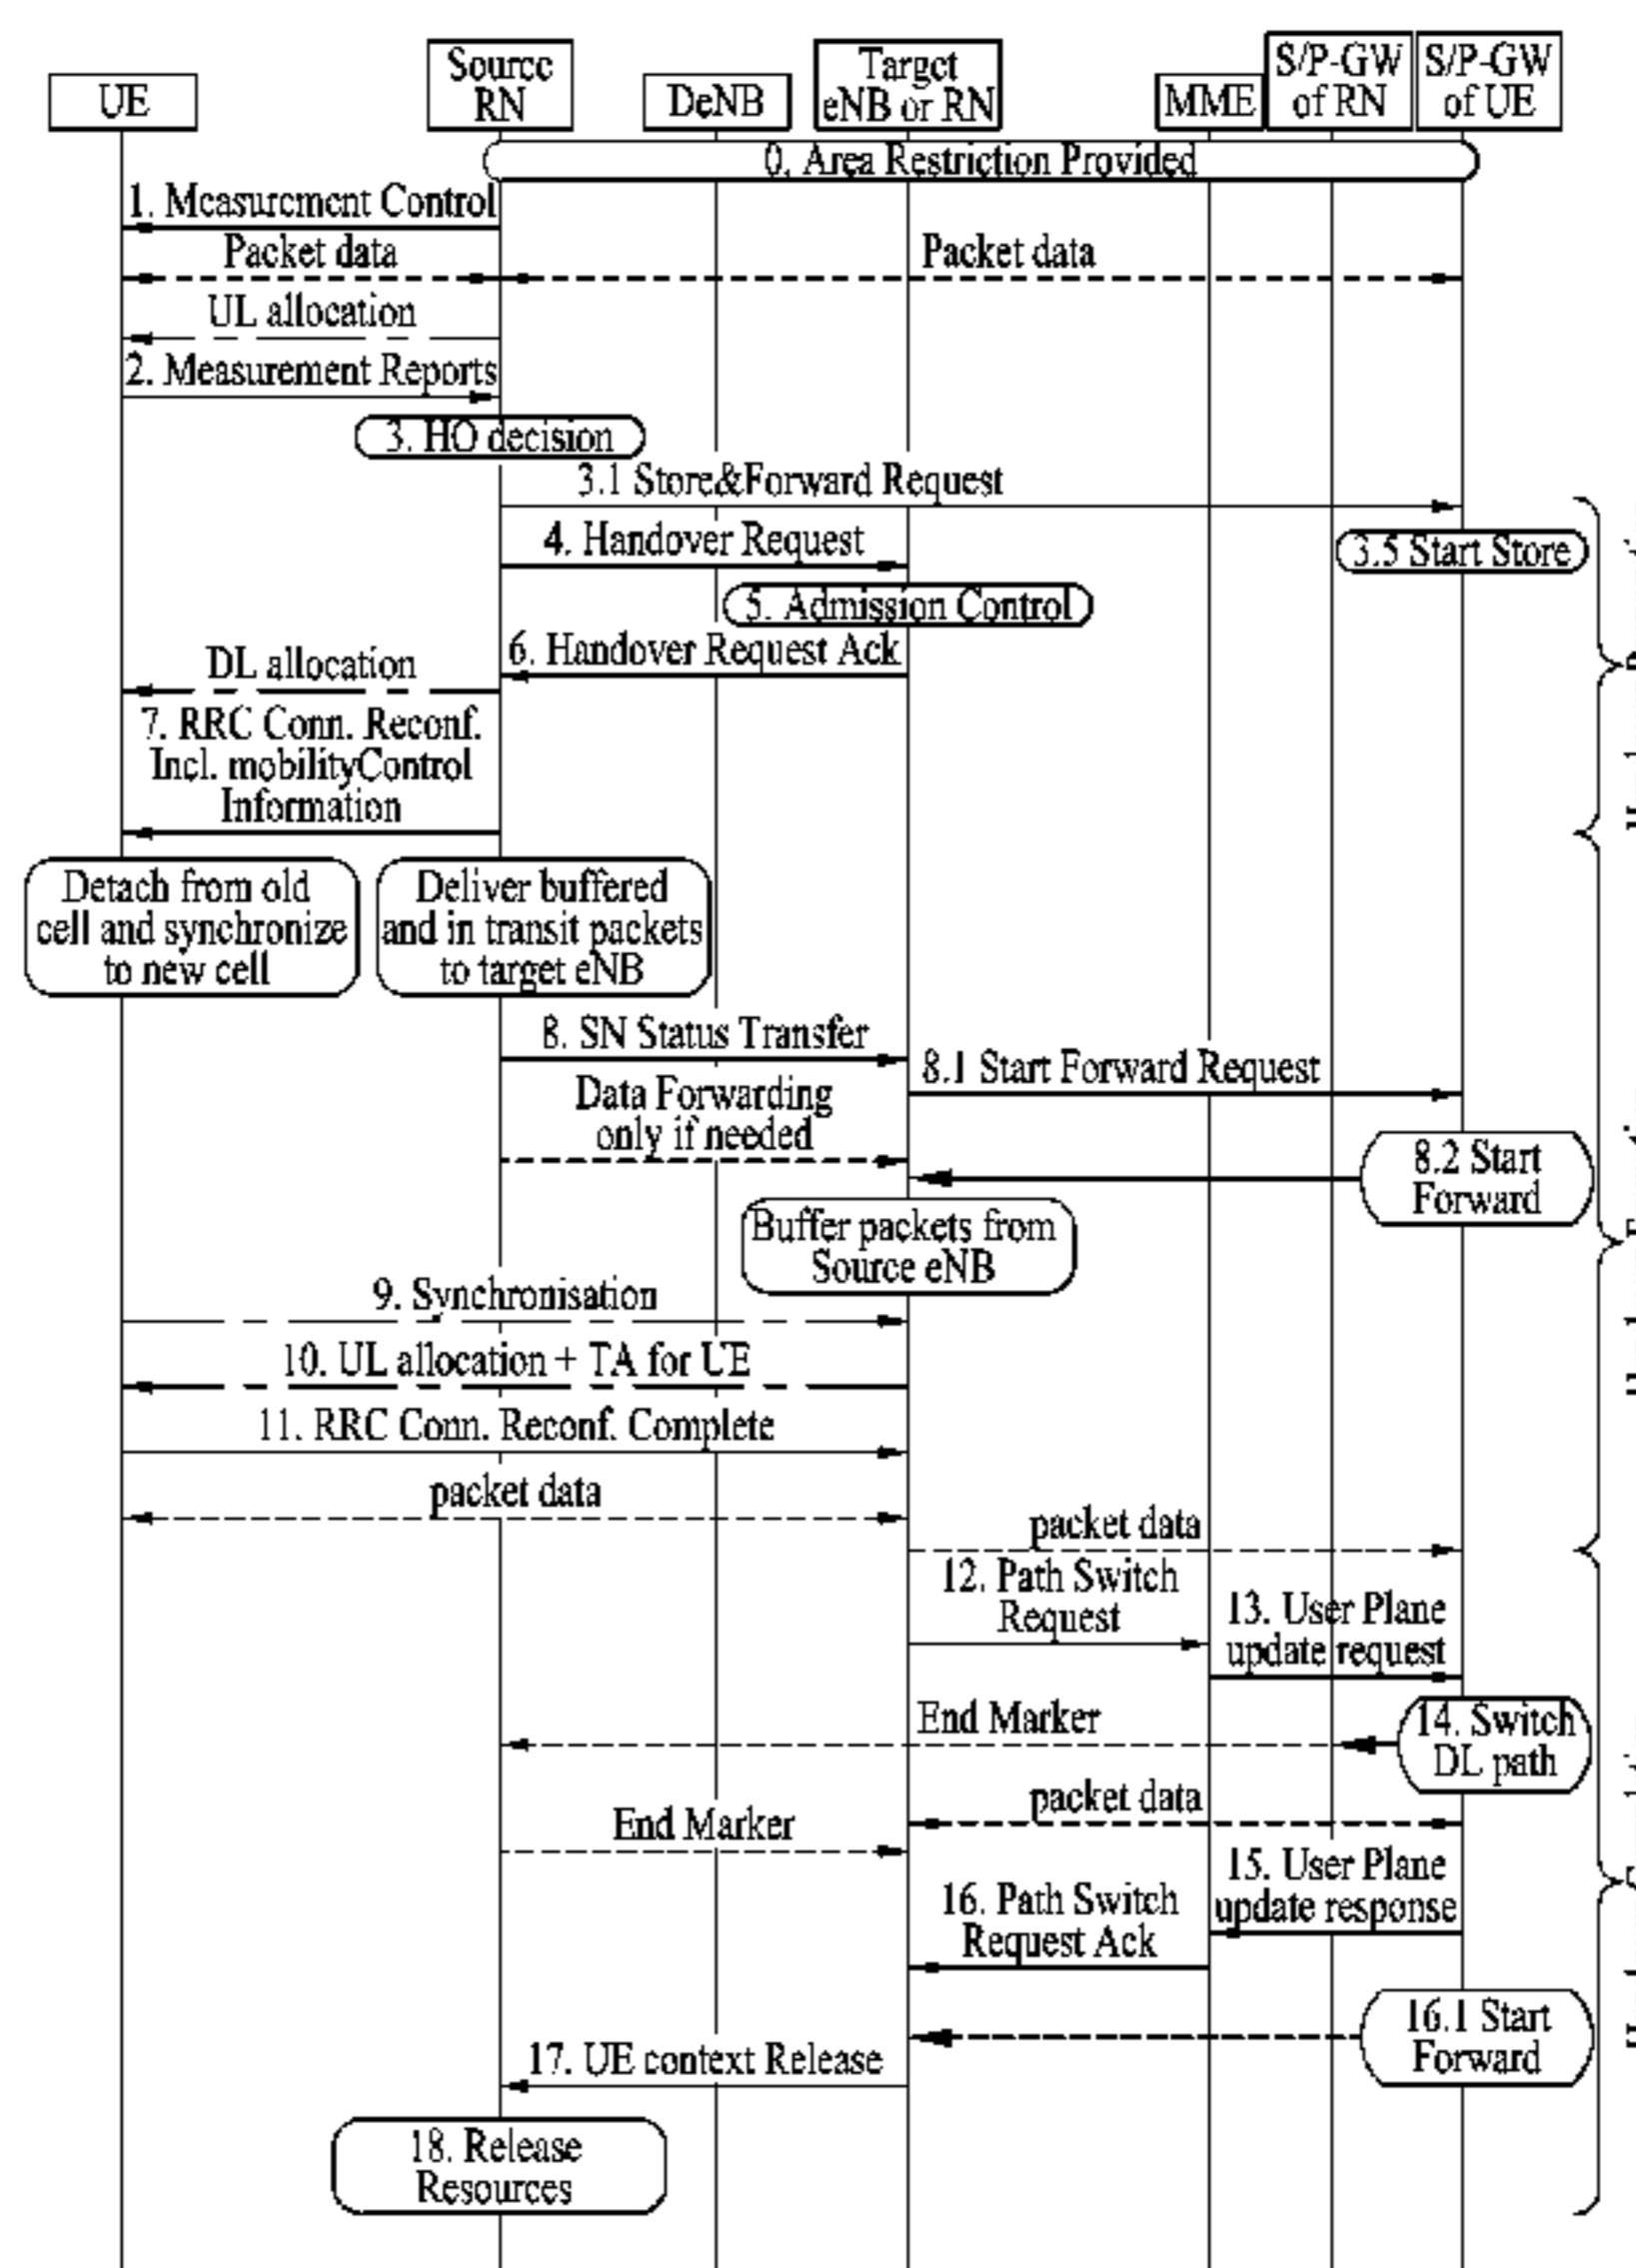 UE
Source
RN
DeNB
Target
eNB or RN
MME
S/P-GW
of RN
S/P-GW
of UE
0. Area Restriction Provided
1. Measurement Control
Packet data
Packet data
UL allocation
2. Measurement Reports
3. HO decision
3.1 Store&Forward Request
4. Handover Request
3.5 Start Store
5. Admission Control
6. Handover Request Ack
DL allocation
7. RRC Conn. Reconf.
Incl. mobilityControl
Information
Detach from old
cell and synchronize
to new cell
Deliver buffered
and in transit packets
to target eNB
8. SN Status Transfer
8.1 Start Forward Request
Data Forwarding
only if needed
8.2 Start
Forward
Buffer packets from
Source eNB
9. Synchronisation
10. UL allocation + TA for UE
11. RRC Conn. Reconf. Complete
packet data
packet data
12. Path Switch
Request
13. User Plane
update request
End Marker
14. Switch
DL path
packet data
End Marker
15. User Plane
update response
16. Path Switch
Request Ack
16.1 Start
Forward
17. UE context Release
18. Release
Resources